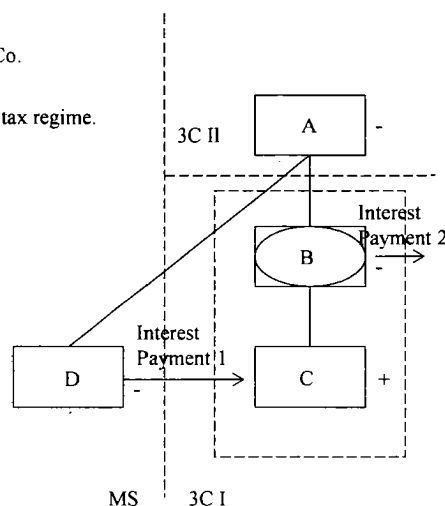 Co.
tax regime.
3C II
A
-
Interest
Payment 2
B
-
Interest
Payment 1
D
-
C
+
MS
3C I